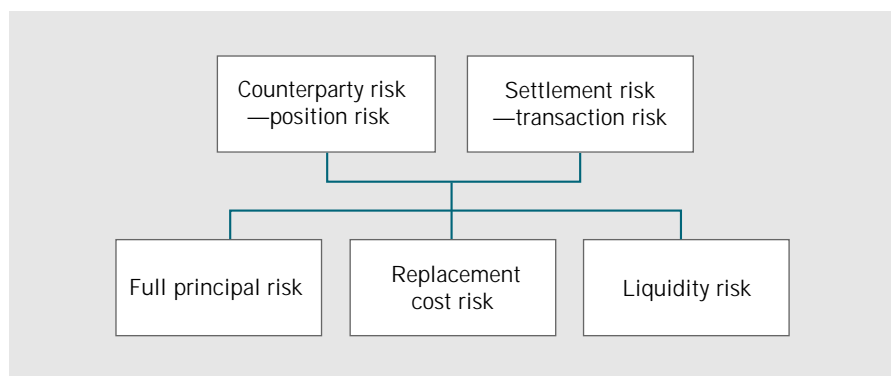 Counterparty risk
—position risk
Settlement risk
—transaction risk
Full principal risk
Replacement
cost risk
Liquidity risk